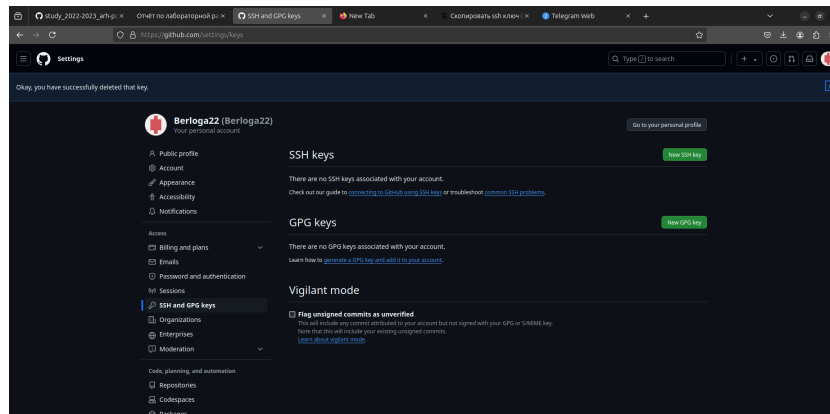 study_2022-2023_arh-p
Отчёт по лабораторной ра
SSH and GPG keys
New Tab
Скопировать ssh ключ |
Telegram Web
https://github.com/settings/keys
Settings
Type / to search
Okay, you have successfully deleted that key.
Berloga22 (Berloga22)
Your personal account
Go to your personal profile
Public profile
Account
Appearance
Accessibility
Notifications
Access
Billing and plans
Emails
Password and authentication
Sessions
SSH and GPG keys
Organizations
Enterprises
Moderation
Code, planning, and automation
Repositories
Codespaces
Packages
SSH keys
New SSH key
There are no SSH keys associated with your account.
Check out our guide to connecting to GitHub using SSH keys or troubleshoot common SSH problems.
GPG keys
New GPG key
There are no GPG keys associated with your account.
Learn how to generate a GPG key and add it to your account.
Vigilant mode
Flag unsigned commits as unverified
This will include any commit attributed to your account but not signed with your GPG or S/MIME key.
Note that this will include your existing unsigned commits.
Learn about vigilant mode.